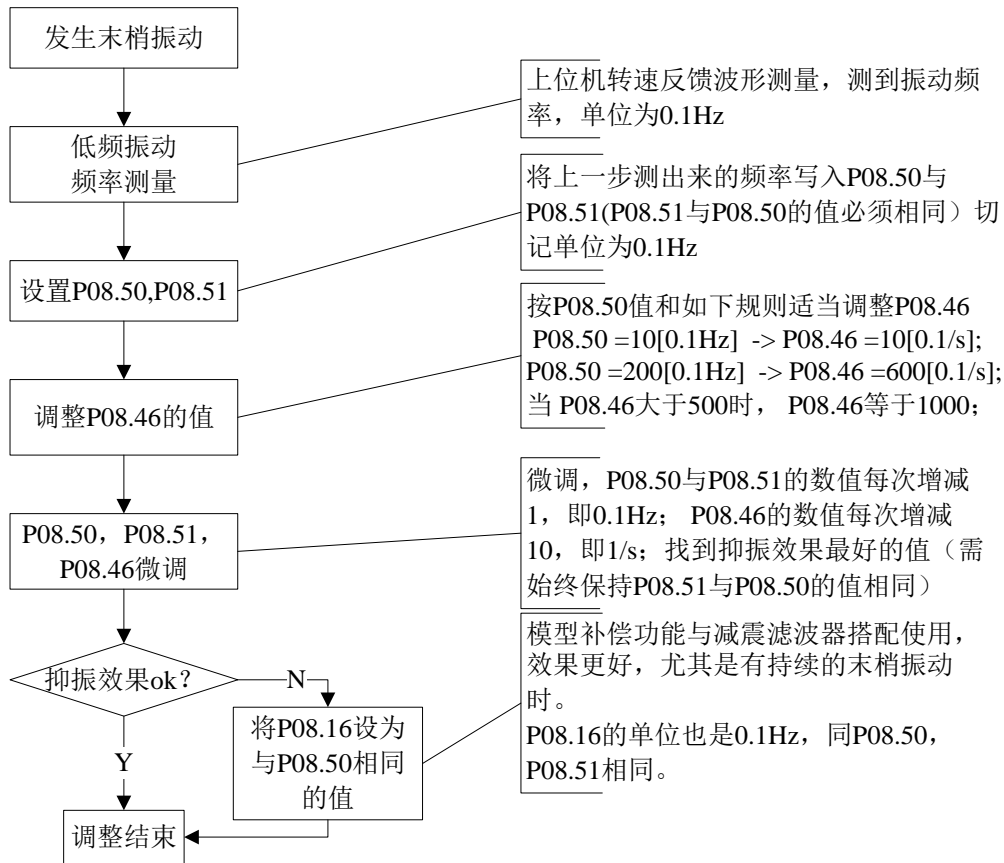 发生末梢振动
上位机转速反馈波形测量，测到振动频
率，单位为0.1Hz
低频振动
频率测量
将上一步测出来的频率写入P08.50与
P08.51(P08.51与P08.50的值必须相同）切
记单位为0.1Hz
设置P08.50,P08.51
按P08.50值和如下规则适当调整P08.46
P08.50 =10[0.1Hz] -> P08.46 =10[0.1/s];
P08.50 =200[0.1Hz] -> P08.46 =600[0.1/s];
当 P08.46大于500时， P08.46等于1000；
调整P08.46的值
微调，P08.50与P08.51的数值每次增减
1，即0.1Hz； P08.46的数值每次增减
10，即1/s；找到抑振效果最好的值（需
始终保持P08.51与P08.50的值相同）
P08.50，P08.51，
P08.46微调
模型补偿功能与减震滤波器搭配使用，
效果更好，尤其是有持续的末梢振动
时。
P08.16的单位也是0.1Hz，同P08.50，
P08.51相同。
抑振效果ok？
N
将P08.16设为
与P08.50相同
的值
Y
调整结束